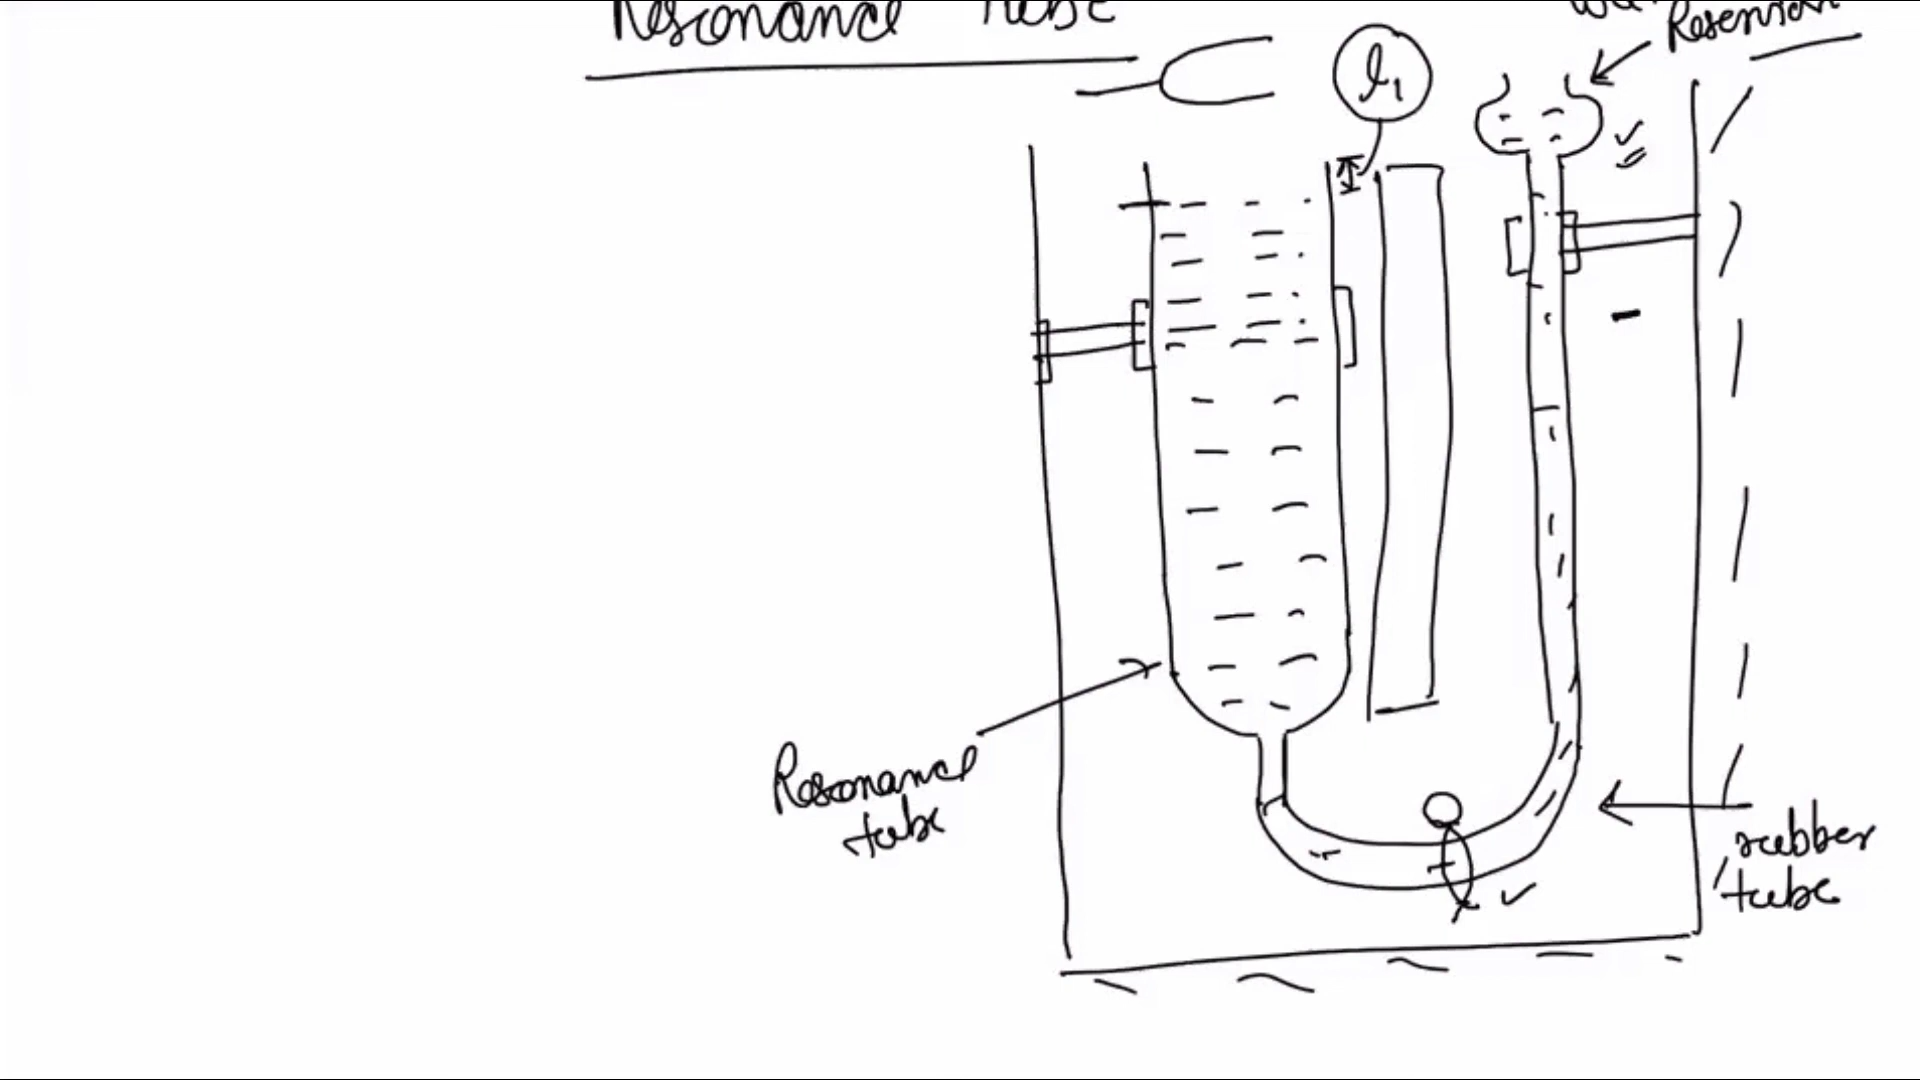 Resonance tube
Reservoir
l₁
Resonance
tube
rubber
tube